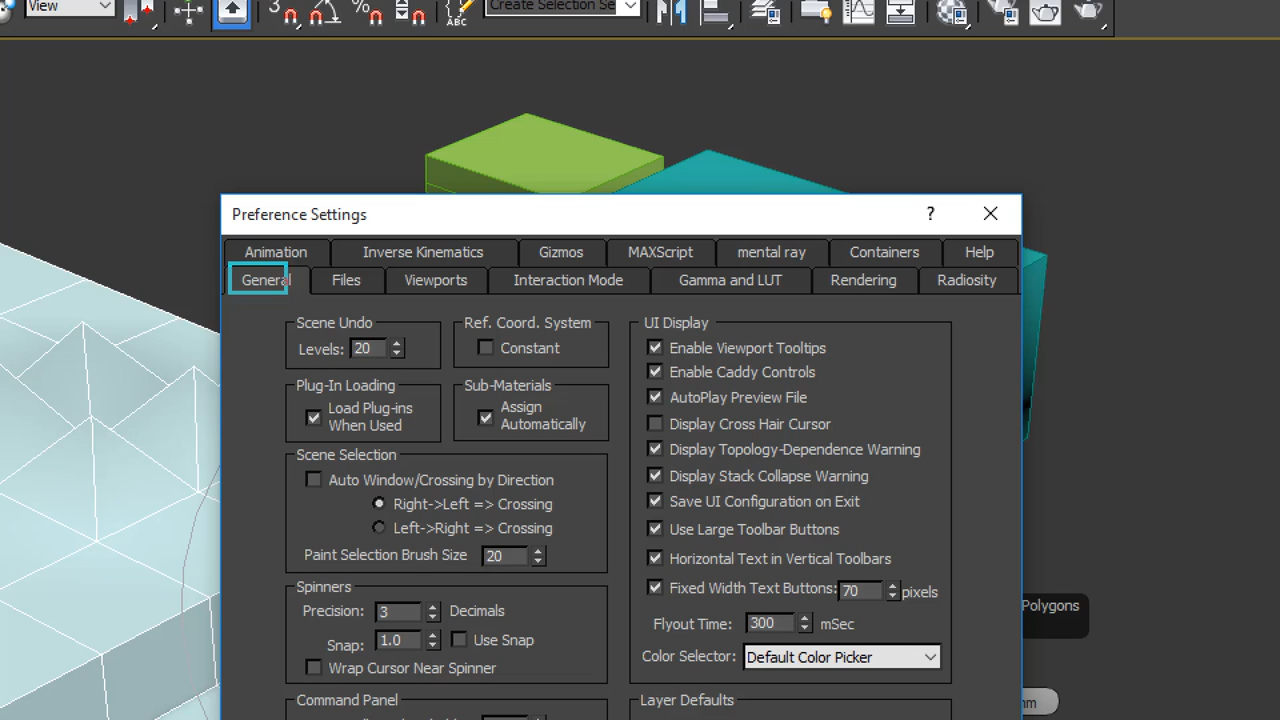 View
3
%
ABC
Create Selection Se
Preference Settings
?
Animation
Inverse Kinematics
Gizmos
MAXScript
mental ray
Containers
Help
General
Files
Viewports
Interaction Mode
Gamma and LUT
Rendering
Radiosity
Scene Undo
Levels: 20
Ref. Coord. System
Constant
Plug-In Loading
Load Plug-ins
When Used
Sub-Materials
Assign
Automatically
Scene Selection
Auto Window/Crossing by Direction
Right->Left => Crossing
Left->Right => Crossing
Paint Selection Brush Size 20
Spinners
Precision: 3 Decimals
Snap: 1.0 Use Snap
Wrap Cursor Near Spinner
Command Panel
UI Display
Enable Viewport Tooltips
Enable Caddy Controls
AutoPlay Preview File
Display Cross Hair Cursor
Display Topology-Dependence Warning
Display Stack Collapse Warning
Save UI Configuration on Exit
Use Large Toolbar Buttons
Horizontal Text in Vertical Toolbars
Fixed Width Text Buttons: 70 pixels
Flyout Time: 300 mSec
Color Selector: Default Color Picker
Layer Defaults
Polygons